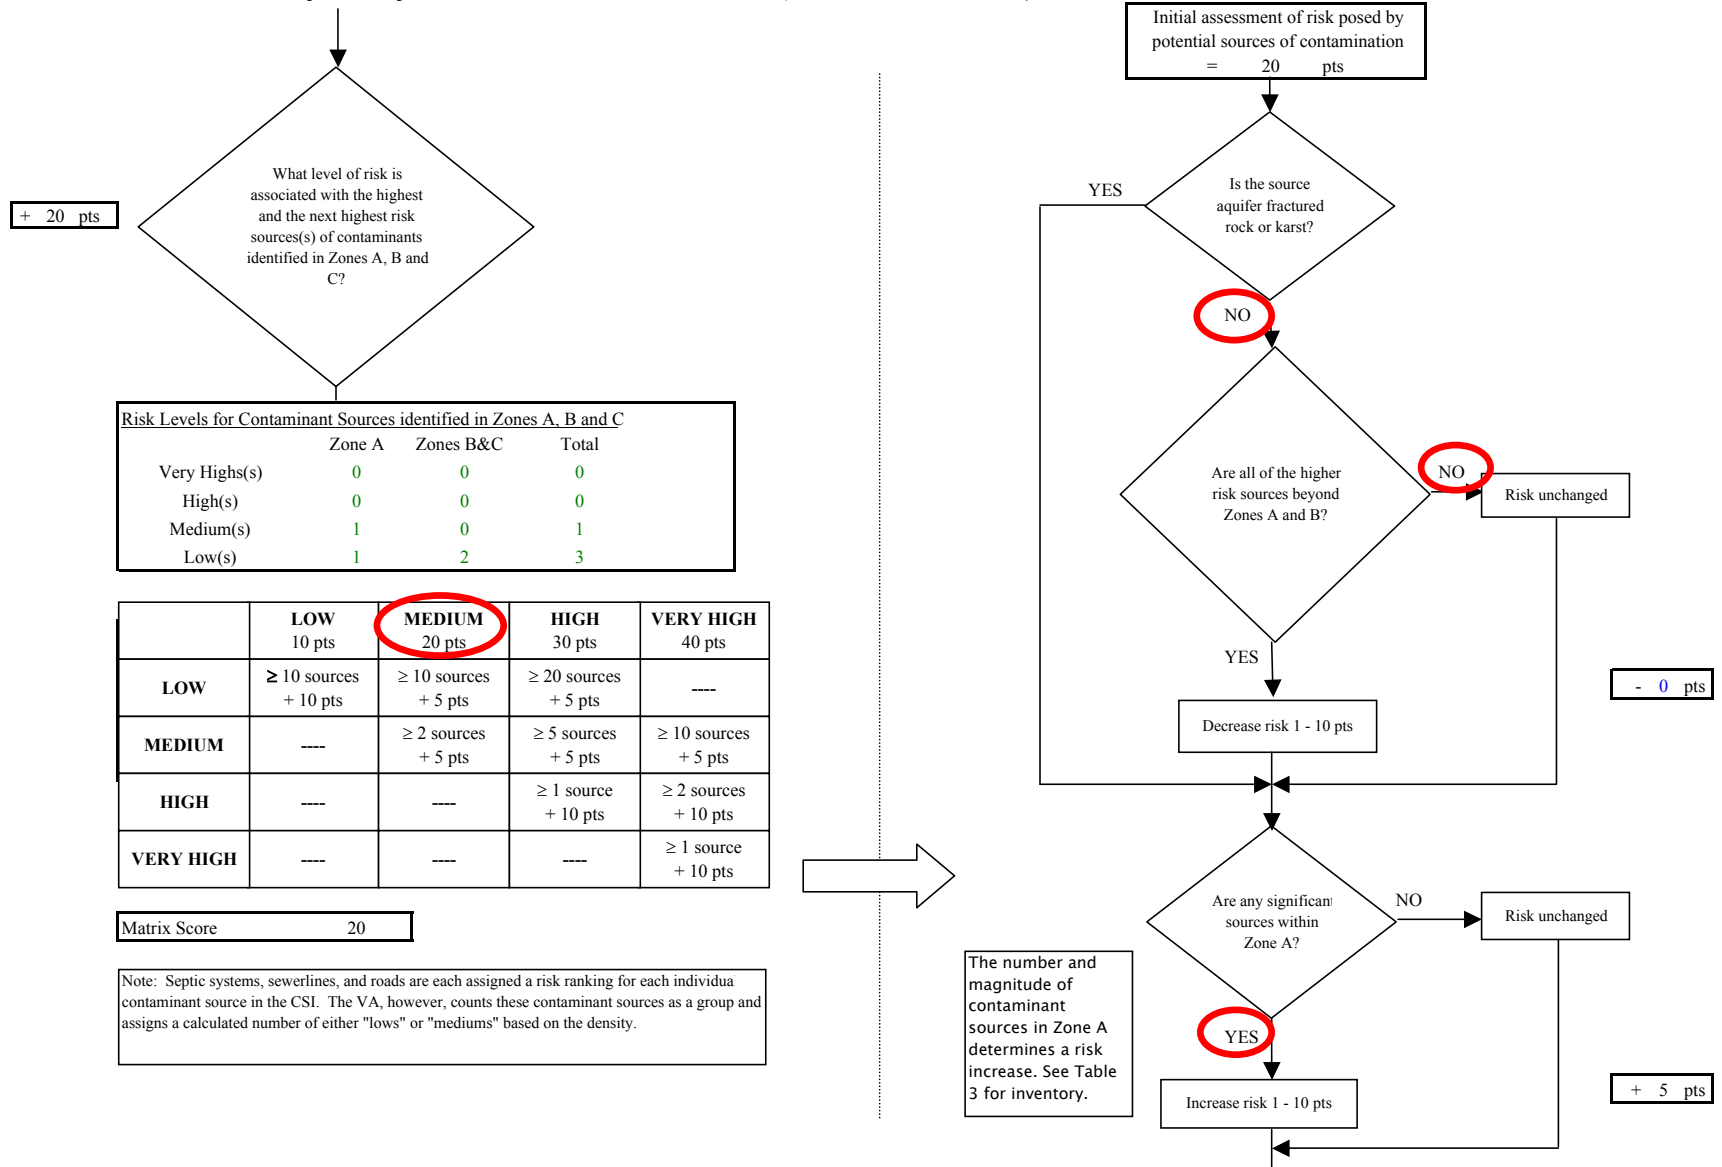 What level of risk is
associated with the highest
and the next highest risk
sources(s) of contaminants
identified in Zones A, B and
C?
+ 20 pts
Risk Levels for Contaminant Sources identified in Zones A, B and C
Zone A Zones B&C Total
Very Highs(s) 0 0 0
High(s) 0 0 0
Medium(s) 1 0 1
Low(s) 1 2 3
LOW MEDIUM HIGH VERY HIGH
10 pts 20 pts 30 pts 40 pts
LOW ≥ 10 sources ≥ 10 sources ≥ 20 sources ----
+ 10 pts + 5 pts + 5 pts
MEDIUM ---- ≥ 2 sources ≥ 5 sources ≥ 10 sources
+ 5 pts + 5 pts + 5 pts
HIGH ---- ---- ≥ 1 source ≥ 2 sources
+ 10 pts + 10 pts
VERY HIGH ---- ---- ---- ≥ 1 source
+ 10 pts
Matrix Score 20
Note: Septic systems, sewerlines, and roads are each assigned a risk ranking for each individua
contaminant source in the CSI. The VA, however, counts these contaminant sources as a group and
assigns a calculated number of either "lows" or "mediums" based on the density.
Initial assessment of risk posed by
potential sources of contamination
= 20 pts
Is the source
aquifer fractured
rock or karst?
YES
NO
Are all of the higher
risk sources beyond
Zones A and B?
NO
Risk unchanged
YES
Decrease risk 1 - 10 pts
- 0 pts
Are any significant
sources within
Zone A?
NO
Risk unchanged
The number and
magnitude of
contaminant
sources in Zone A
determines a risk
increase. See Table
3 for inventory.
YES
Increase risk 1 - 10 pts
+ 5 pts